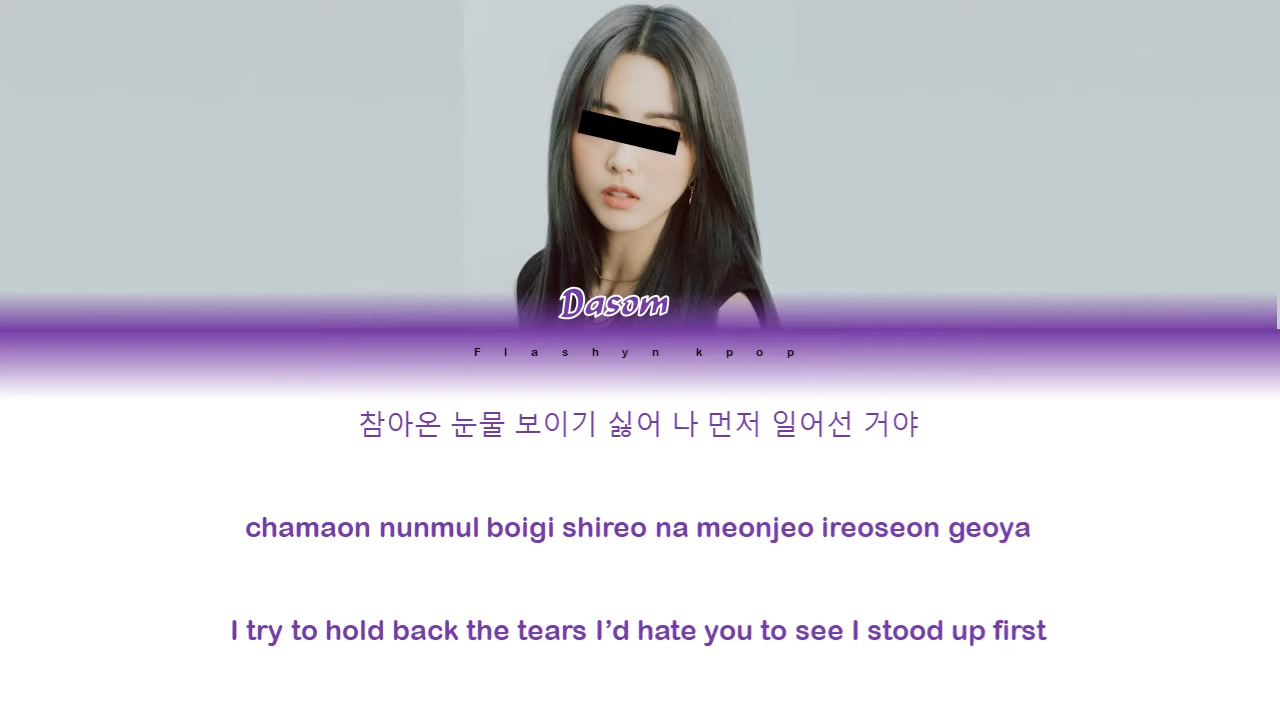 Dasom
Flashyn kpop
참아온 눈물 보이기 싫어 나 먼저 일어선 거야
chamaon nunmul boigi shireo na meonjeo ireoseon geoya
I try to hold back the tears I’d hate you to see I stood up first